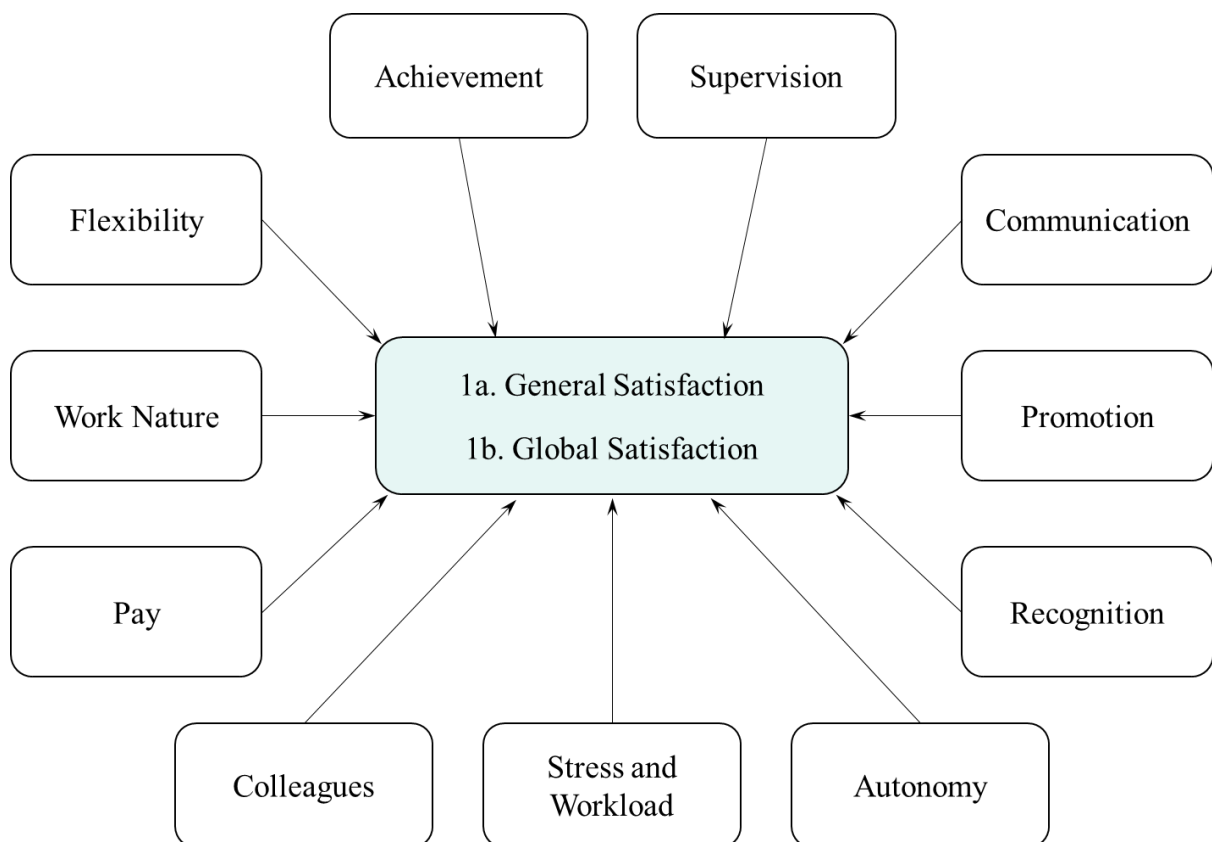 Achievement
Supervision
Flexibility
Communication
1a. General Satisfaction
1b. Global Satisfaction
Work Nature
Promotion
Pay
Recognition
Colleagues
Stress and
Workload
Autonomy